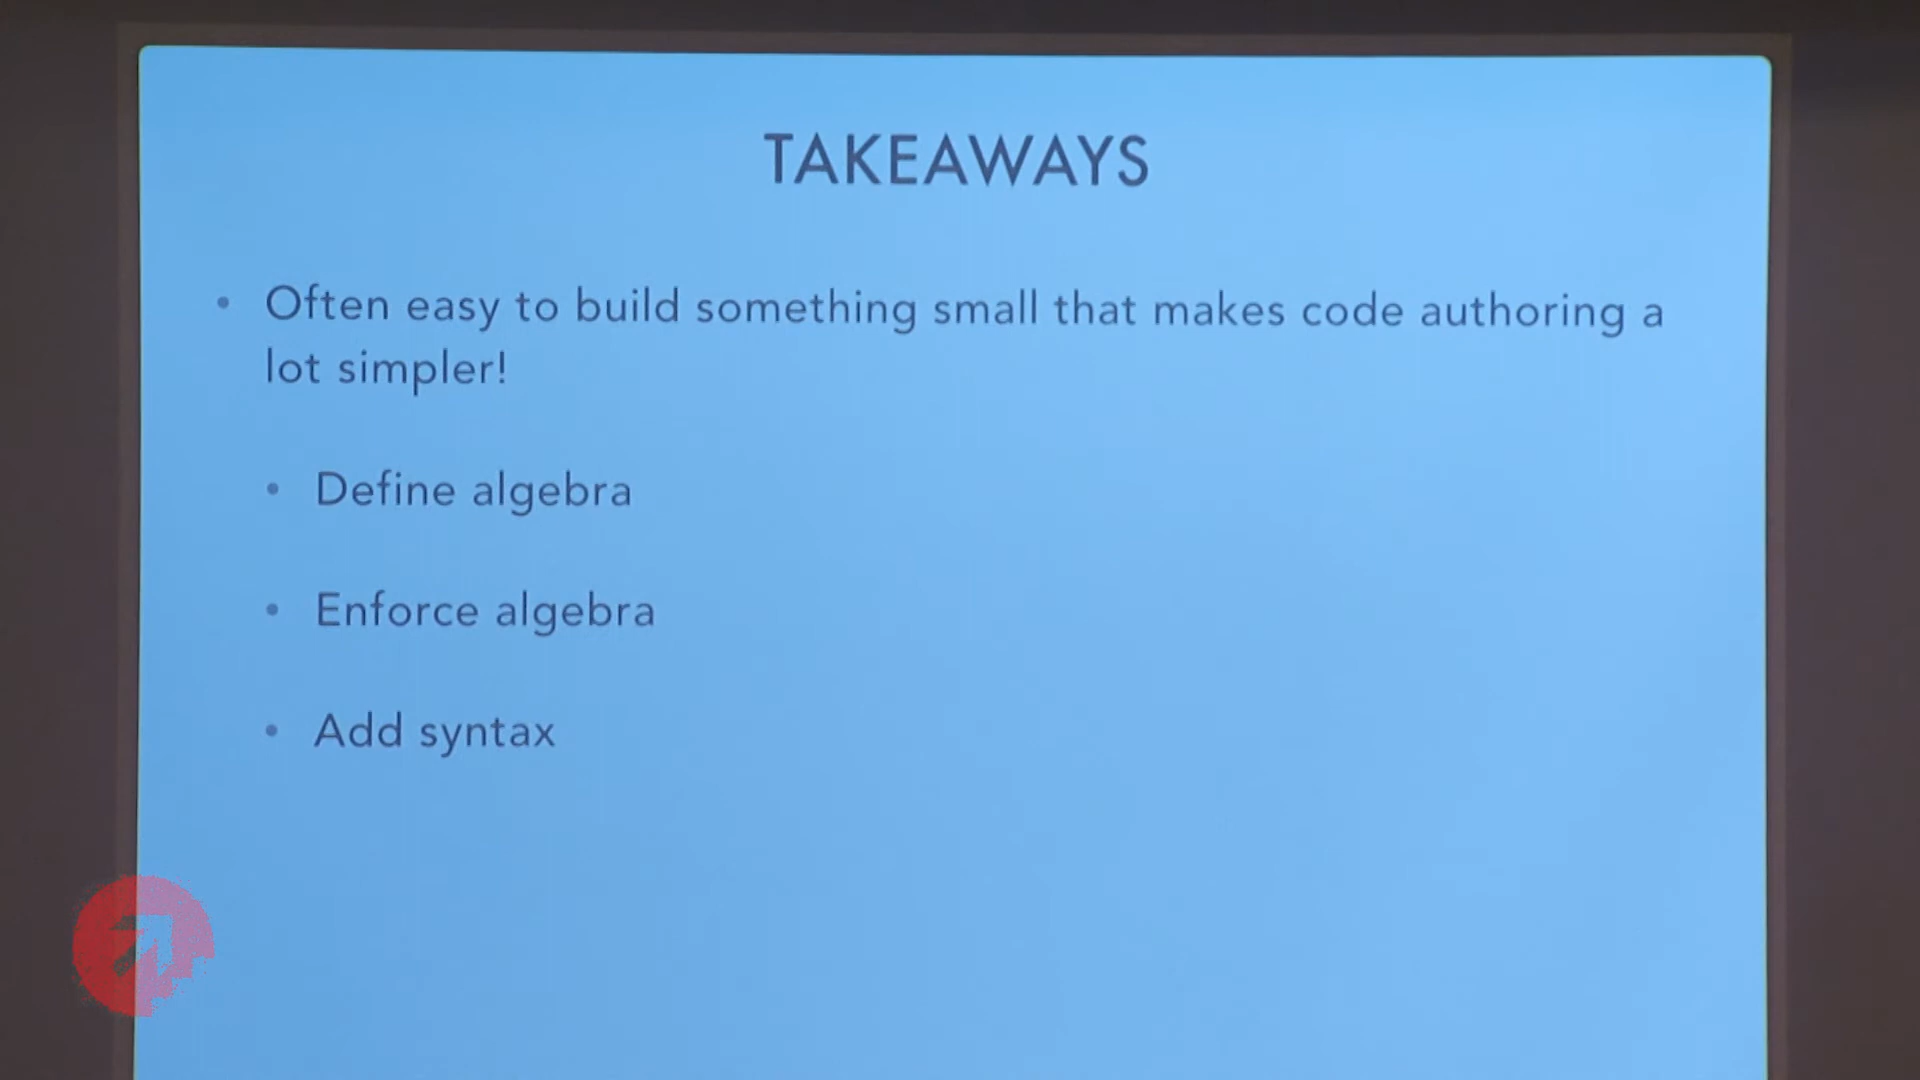 TAKEAWAYS
• Often easy to build something small that makes code authoring a
lot simpler!
• Define algebra
• Enforce algebra
• Add syntax